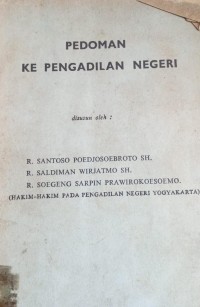 PEDOMAN
KE PENGADILAN NEGERI
disusun oleh :
R. SANTOSO POEDJOSOEBROTO SH.
R. SALDIMAN WIRJATMO SH.
R. SOEGENG SARPIN PRAWIROKOESOEMO.
(HAKIM-HAKIM PADA PENGADILAN NEGERI YOGYAKARTA)